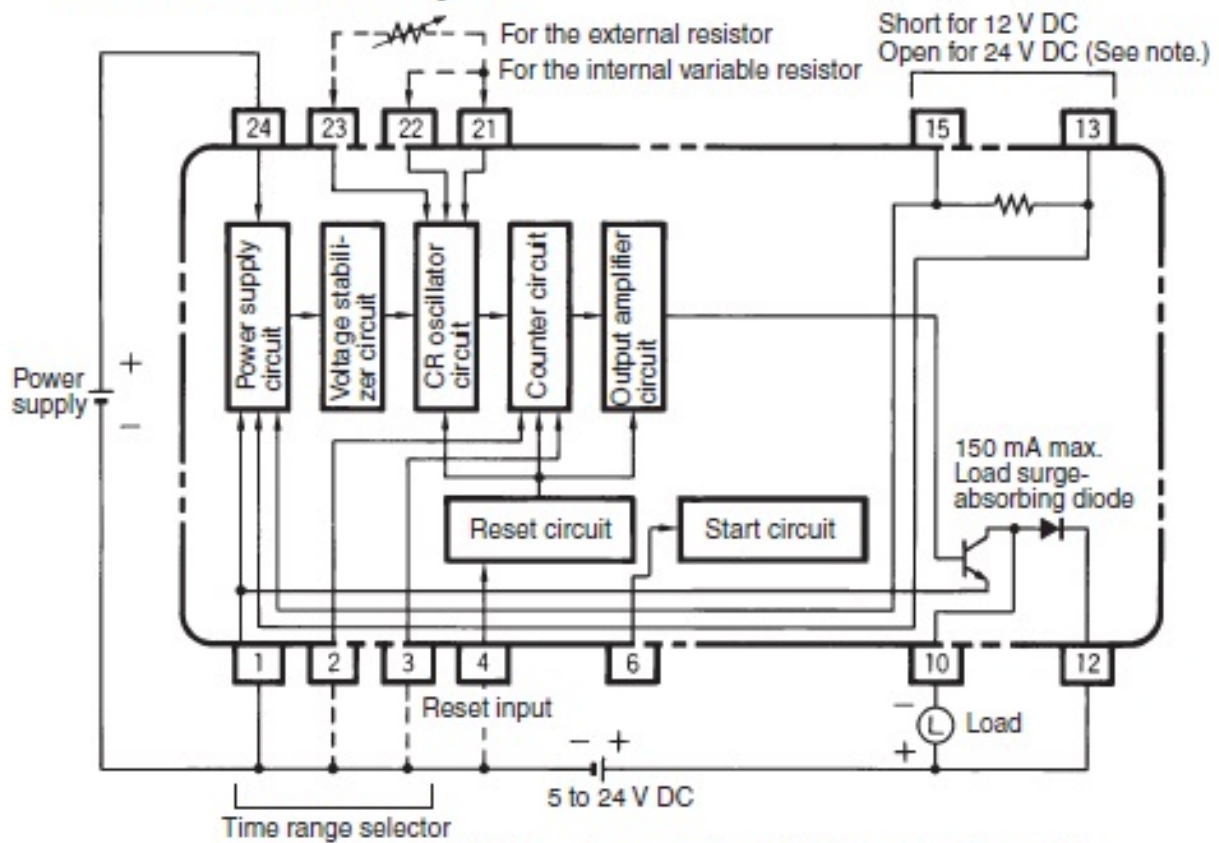 For the external resistor
For the internal variable resistor
Short for 12 V DC
Open for 24 V DC (See note.)
24
23
22
21
15
13
Power supply
circuit
Voltage stabili-
zer circuit
CR oscillator
circuit
Counter circuit
Output amplifier
circuit
+
Power
supply
−
150 mA max.
Load surge-
absorbing diode
Reset circuit
Start circuit
1
2
3
4
6
10
12
Reset input
−
L
Load
+
− +
5 to 24 V DC
Time range selector